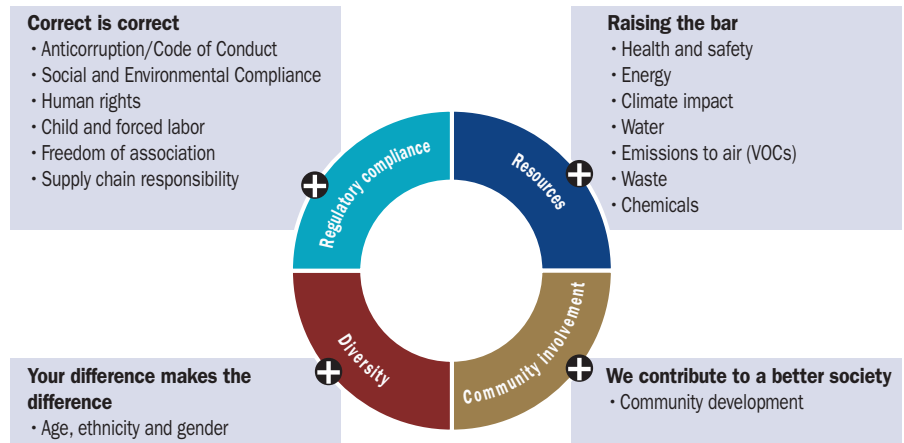 Correct is correct
• Anticorruption/Code of Conduct
• Social and Environmental Compliance
• Human rights
• Child and forced labor
• Freedom of association
• Supply chain responsibility
Raising the bar
• Health and safety
• Energy
• Climate impact
• Water
• Emissions to air (VOCs)
• Waste
• Chemicals
Regulatory compliance
Resources
Diversity
Community involvement
Your difference makes the
difference
• Age, ethnicity and gender
We contribute to a better society
• Community development